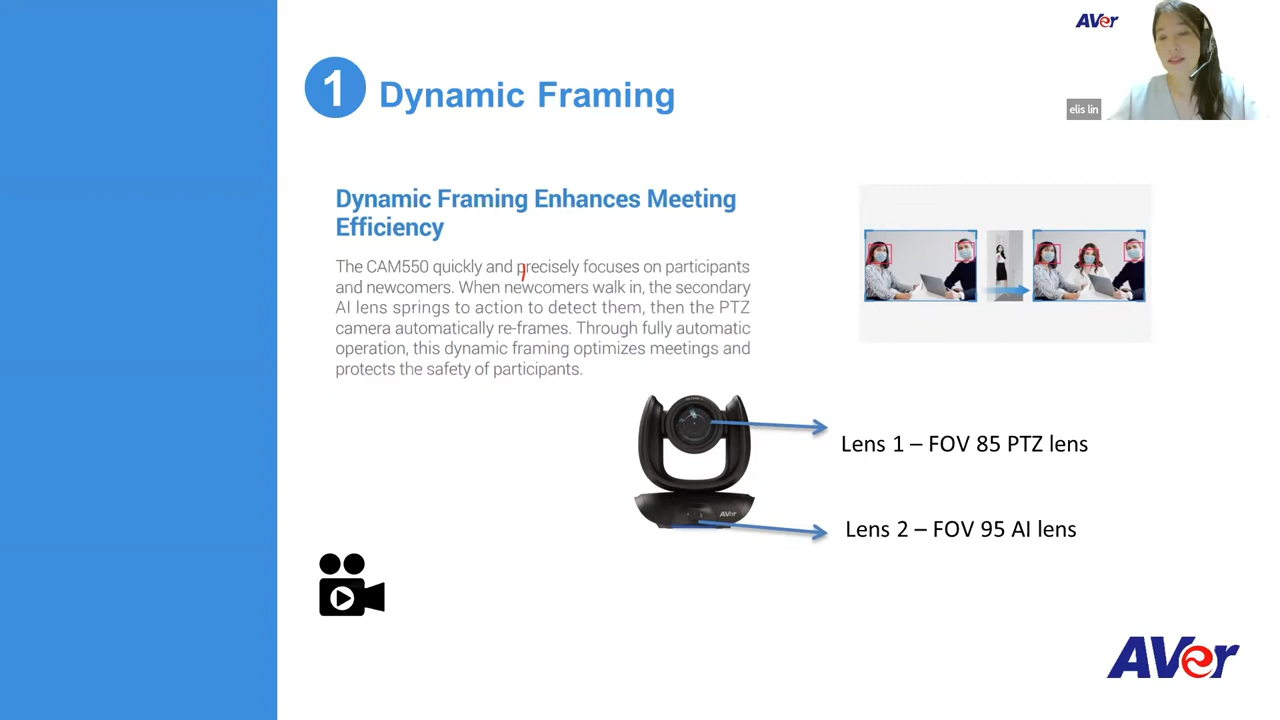 AVer
elis lin
1 Dynamic Framing
Dynamic Framing Enhances Meeting
Efficiency
The CAM550 quickly and precisely focuses on participants
and newcomers. When newcomers walk in, the secondary
AI lens springs to action to detect them, then the PTZ
camera automatically re-frames. Through fully automatic
operation, this dynamic framing optimizes meetings and
protects the safety of participants.
Lens 1 – FOV 85 PTZ lens
AVer
Lens 2 – FOV 95 AI lens
AVer